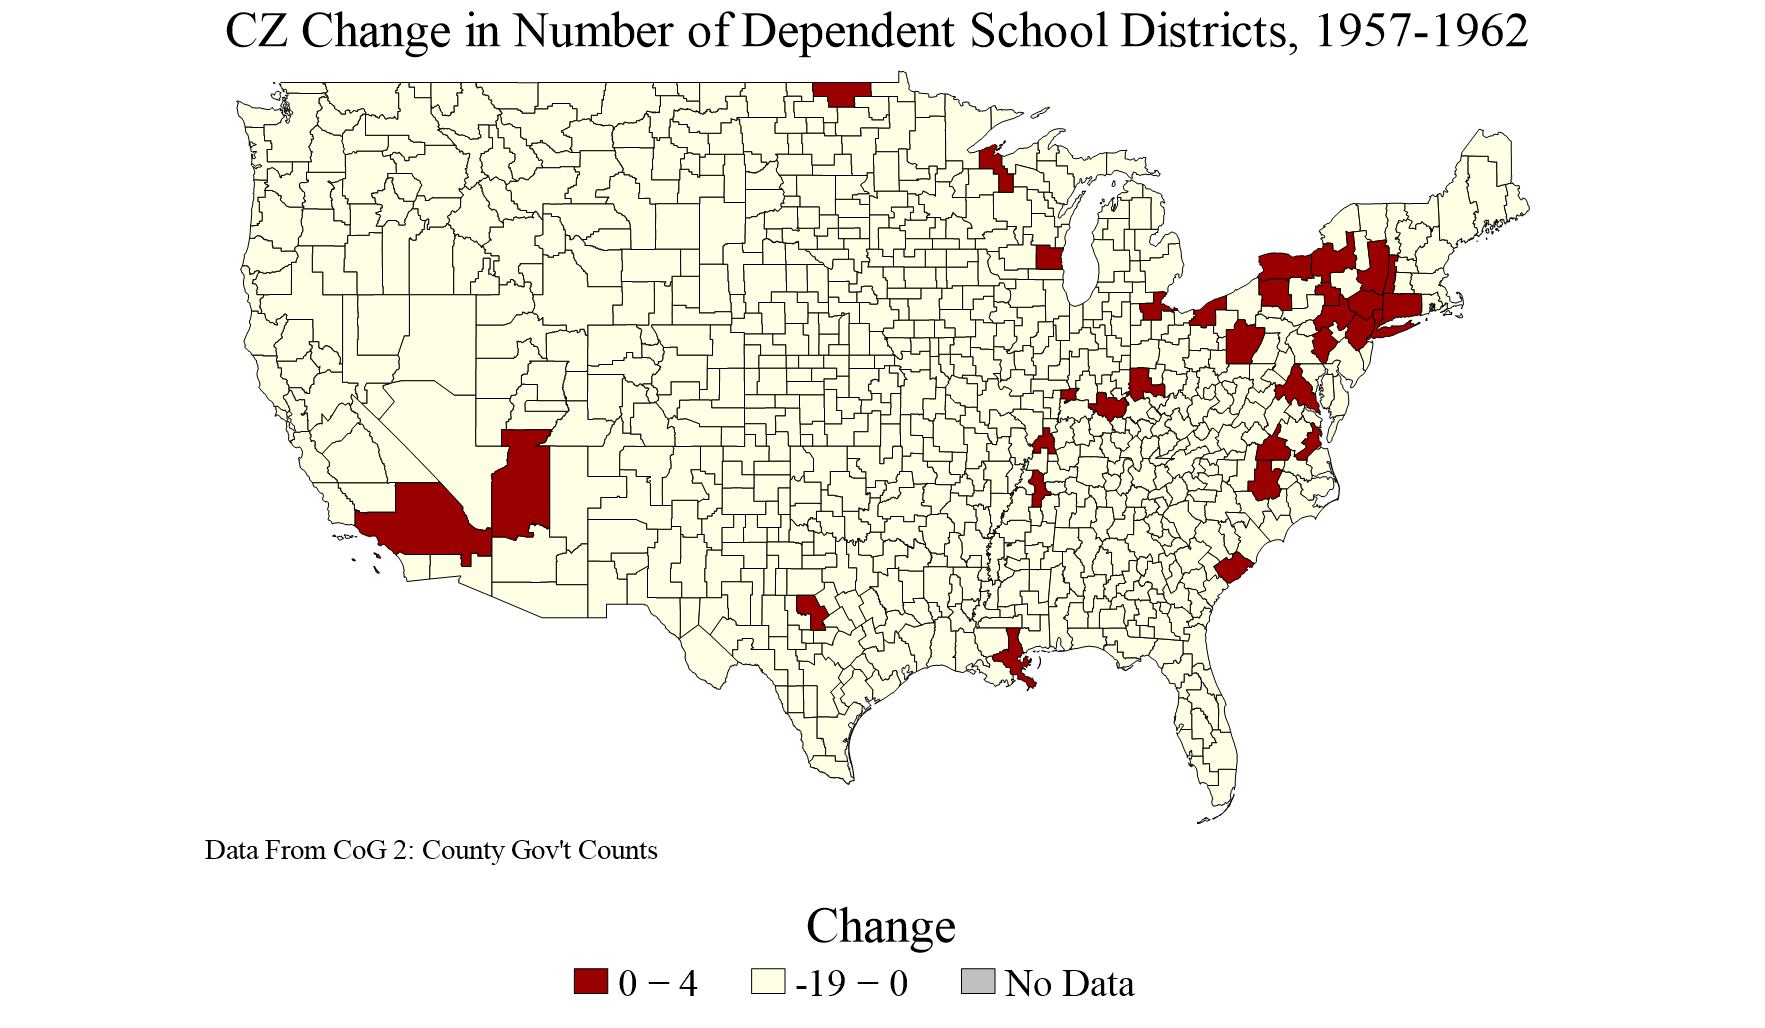 CZ Change in Number of Dependent School Districts, 1957-1962
Data From CoG 2: County Gov't Counts
Change
0 − 4
-19 − 0
No Data